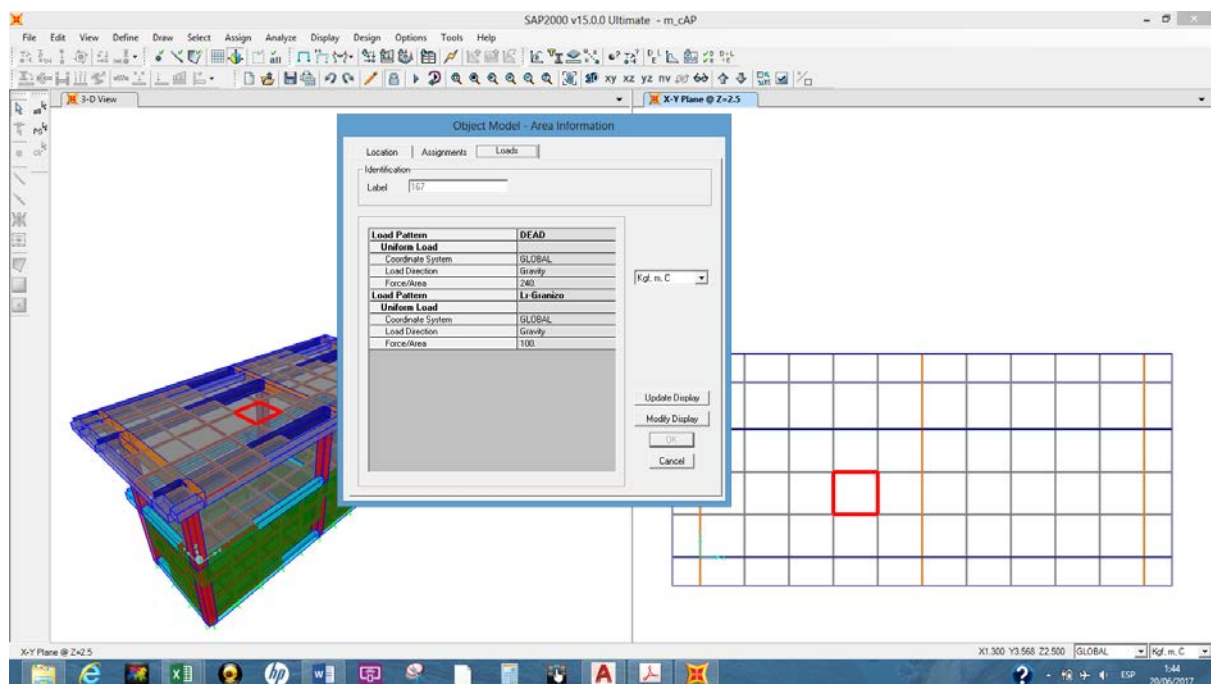 SAP2000 v15.0.0 Ultimate - m_cAP
File Edit View Define Draw Select Assign Analyze Display Design Options Tools Help
xy xz yz nv
3-D View
X-Y Plane @ Z=2.5
Object Model - Area Information
Location Assignments Loads
Identification
Label 167
Load Pattern DEAD
Uniform Load
Coordinate System GLOBAL
Load Direction Gravity
Force/Area 240.
Load Pattern Lr-Granizo
Uniform Load
Coordinate System GLOBAL
Load Direction Gravity
Force/Area 100.
Kgf, m, C
Update Display
Modify Display
OK
Cancel
X-Y Plane @ Z=2.5
X1.300 Y3.568 Z2.500 GLOBAL Kgf, m, C
ESP
1:44
20/06/2017